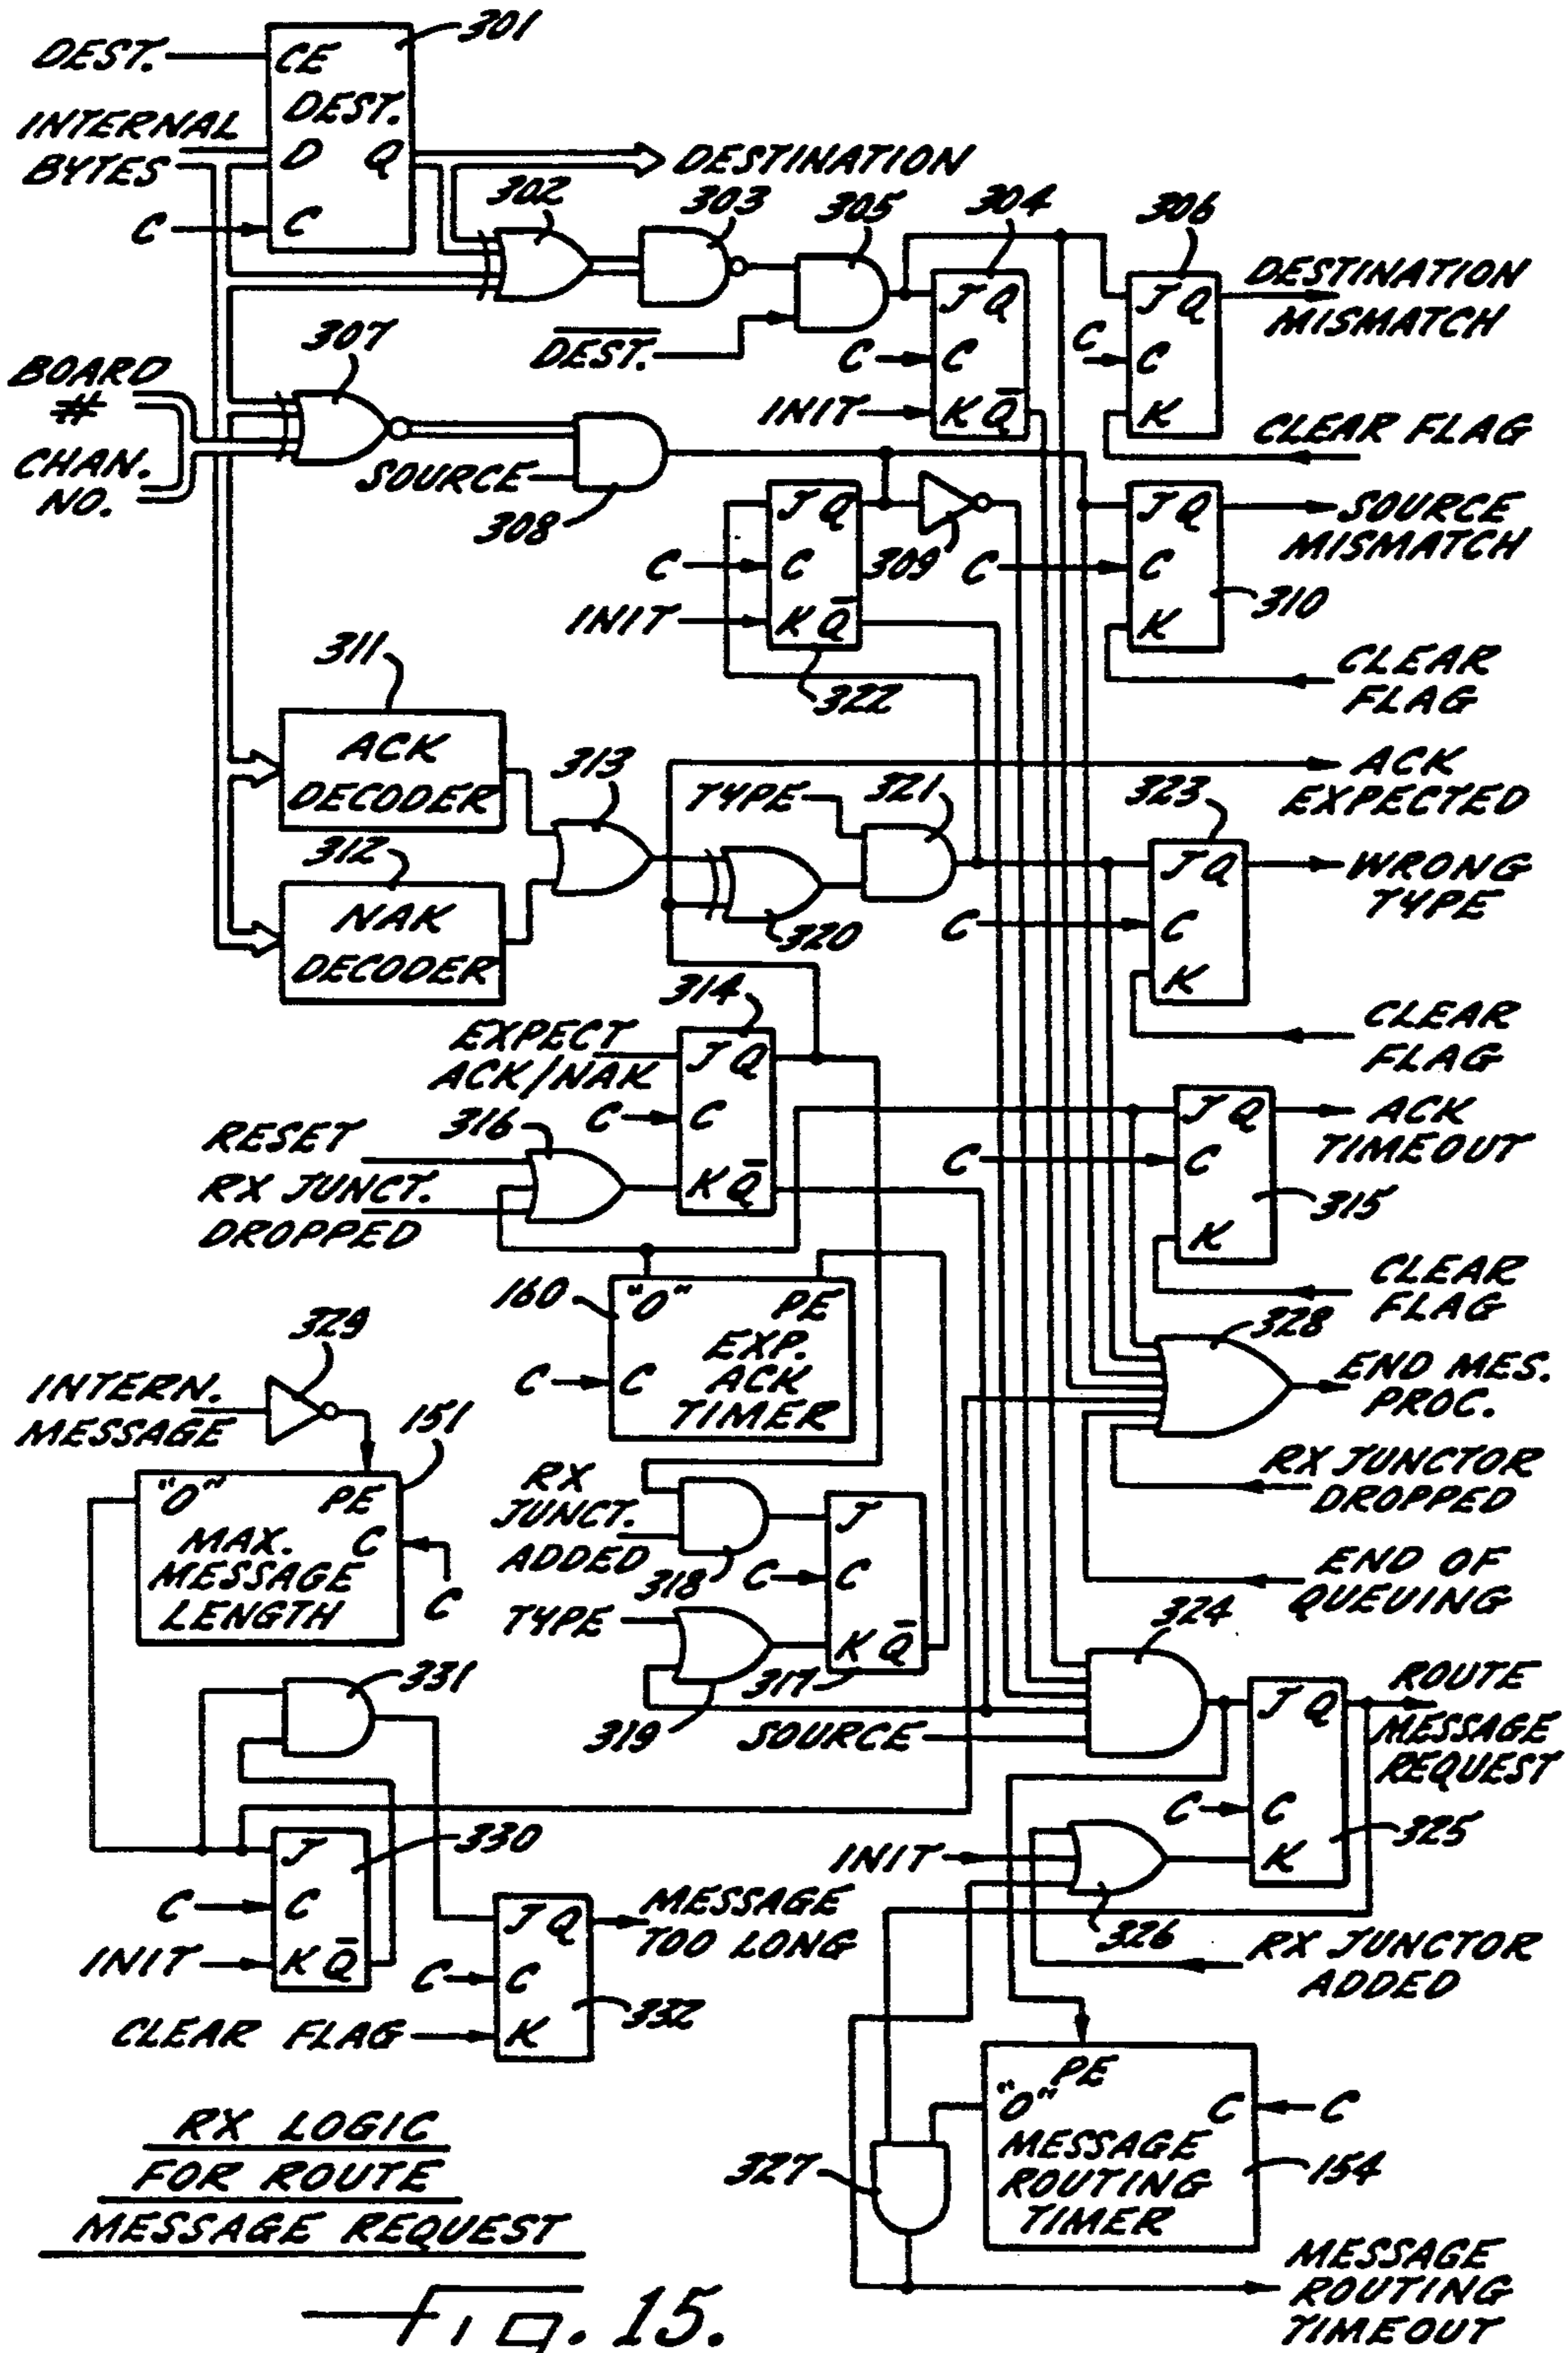 301
DEST.
CE
DEST.
INTERNAL
BYTES
D Q
DESTINATION
C
C
302
303
305
304
306
DEST.
J Q
C
C
INIT
K Q
J Q
C
C
K
DESTINATION
MISMATCH
CLEAR FLAG
BOARD
#
CHAN.
NO.
307
SOURCE
308
J Q
C
C
INIT
K Q
322
309
C
J Q
C
K
310
SOURCE
MISMATCH
CLEAR
FLAG
311
ACK
DECODER
312
NAK
DECODER
313
TYPE
321
320
ACK
EXPECTED
323
J Q
C
C
K
WRONG
TYPE
CLEAR
FLAG
314
EXPECT
ACK/NAK
J Q
C
C
K Q
316
RESET
RX JUNCT.
DROPPED
J Q
C
C
K
315
ACK
TIMEOUT
CLEAR
FLAG
160
"0" PE
EXP.
ACK
TIMER
C
C
328
END MES.
PROC.
RX JUNCTOR
DROPPED
END OF
QUEUING
329
INTERN.
MESSAGE
151
"0" PE
MAX. C
MESSAGE
LENGTH
C
RX
JUNCT.
ADDED
318
J
C
C
K Q
317
TYPE
319
SOURCE
324
J Q
C
C
K
325
ROUTE
MESSAGE
REQUEST
331
330
J
C
C
INIT
K Q
INIT
326
RX JUNCTOR
ADDED
J Q
C
C
K
332
MESSAGE
TOO LONG
CLEAR FLAG
PE
"0" C
C
MESSAGE
ROUTING
TIMER
154
327
MESSAGE
ROUTING
TIMEOUT
RX LOGIC
FOR ROUTE
MESSAGE REQUEST
Fig. 15.